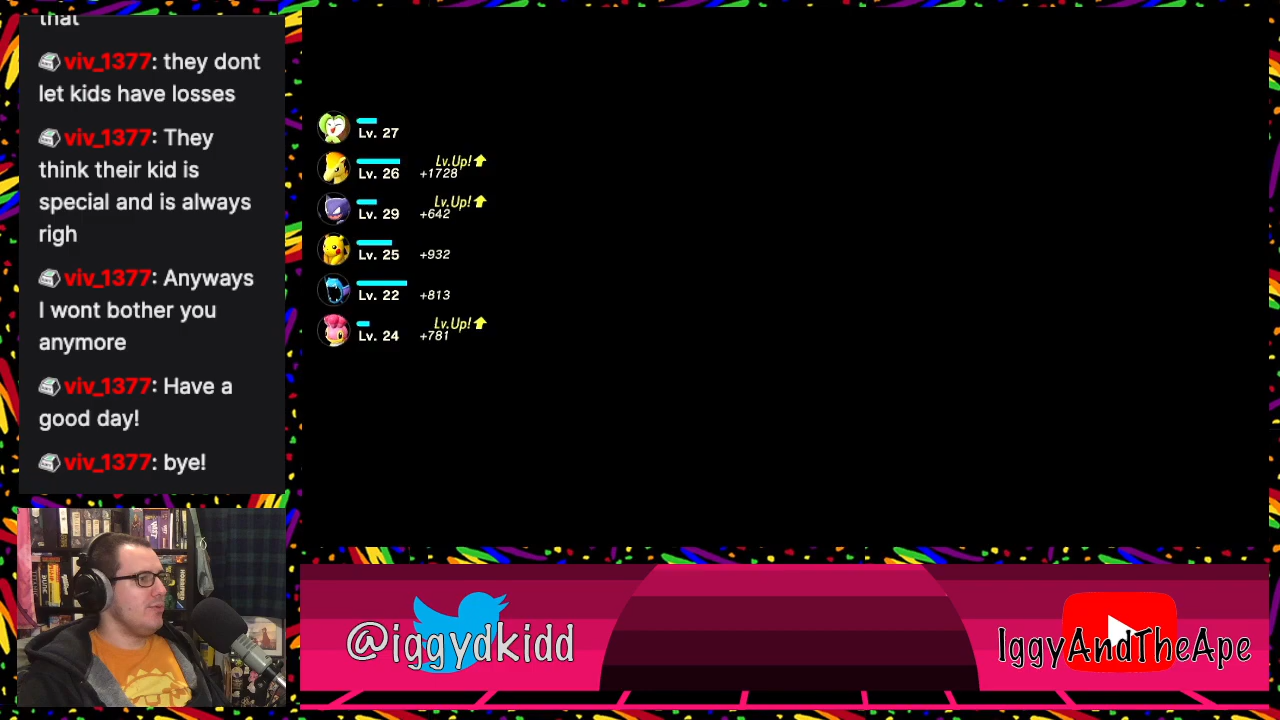 that
viv_1377: they dont
let kids have losses
viv_1377: They
think their kid is
special and is always
righ
viv_1377: Anyways
I wont bother you
anymore
viv_1377: Have a
good day!
viv_1377: bye!
Lv. 27
Lv.Up!
Lv. 26 +1728
Lv.Up!
Lv. 29 +642
Lv. 25 +932
Lv. 22 +813
Lv.Up!
Lv. 24 +781
@iggydkidd
IggyAndTheApe